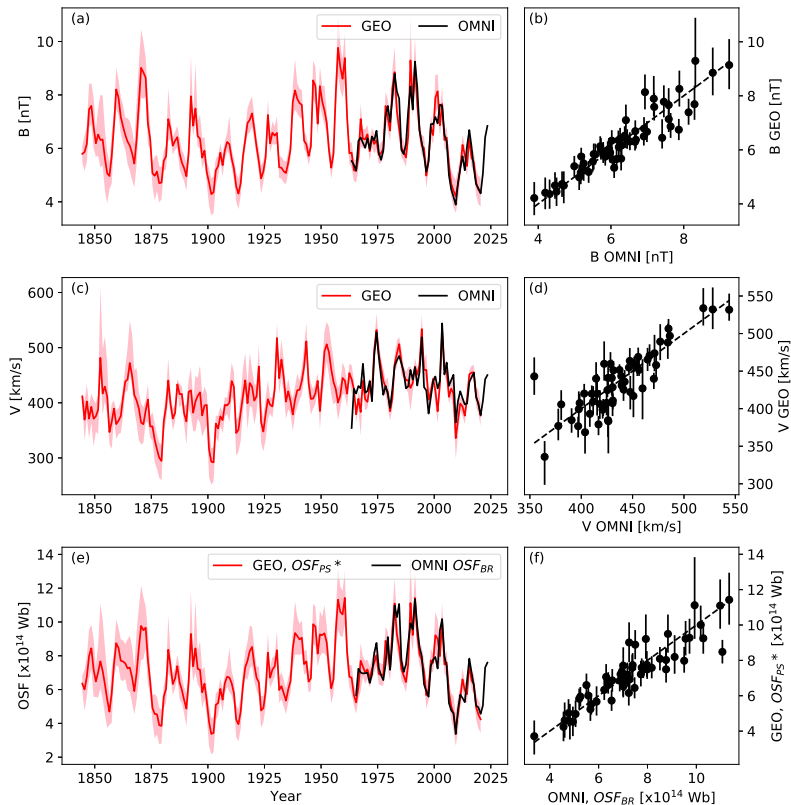 (a)
GEO
OMNI
B [nT]
10
8
6
4
1850 1875 1900 1925 1950 1975 2000 2025
(b)
B GEO [nT]
10
8
6
4
4 6 8
B OMNI [nT]
(c)
GEO
OMNI
V [km/s]
600
500
400
300
1850 1875 1900 1925 1950 1975 2000 2025
(d)
V GEO [km/s]
550
500
450
400
350
300
350 400 450 500 550
V OMNI [km/s]
(e)
GEO, OSF_PS*
OMNI OSF_BR
OSF [x10^14 Wb]
14
12
10
8
6
4
2
1850 1875 1900 1925 1950 1975 2000 2025
Year
(f)
GEO, OSF_PS* [x10^14 Wb]
14
12
10
8
6
4
4 6 8 10
OMNI, OSF_BR [x10^14 Wb]